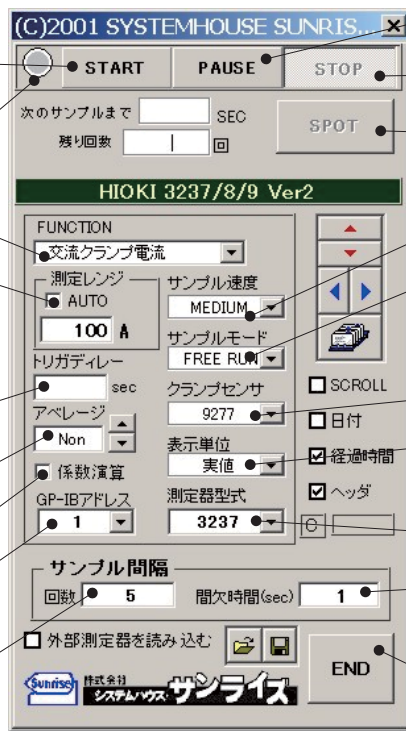 (C)2001 SYSTEMHOUSE SUNRIS...
START
PAUSE
STOP
次のサンプルまで SEC
残り回数 回
SPOT
HIOKI 3237/8/9 Ver2
FUNCTION
交流クランプ電流
測定レンジ
AUTO
100 A
サンプル速度
MEDIUM
サンプルモード
FREE RUN
トリガディレー
sec
クランプセンサ
9277
アベレージ
Non
表示単位
実値
係数演算
GP-IBアドレス
1
測定器型式
3237
SCROLL
日付
経過時間
ヘッダ
C
サンプル間隔
回数 5 間欠時間(sec) 1
外部測定器を読み込む
END
Sunrise 株式会社 システムハウス・サンライズ